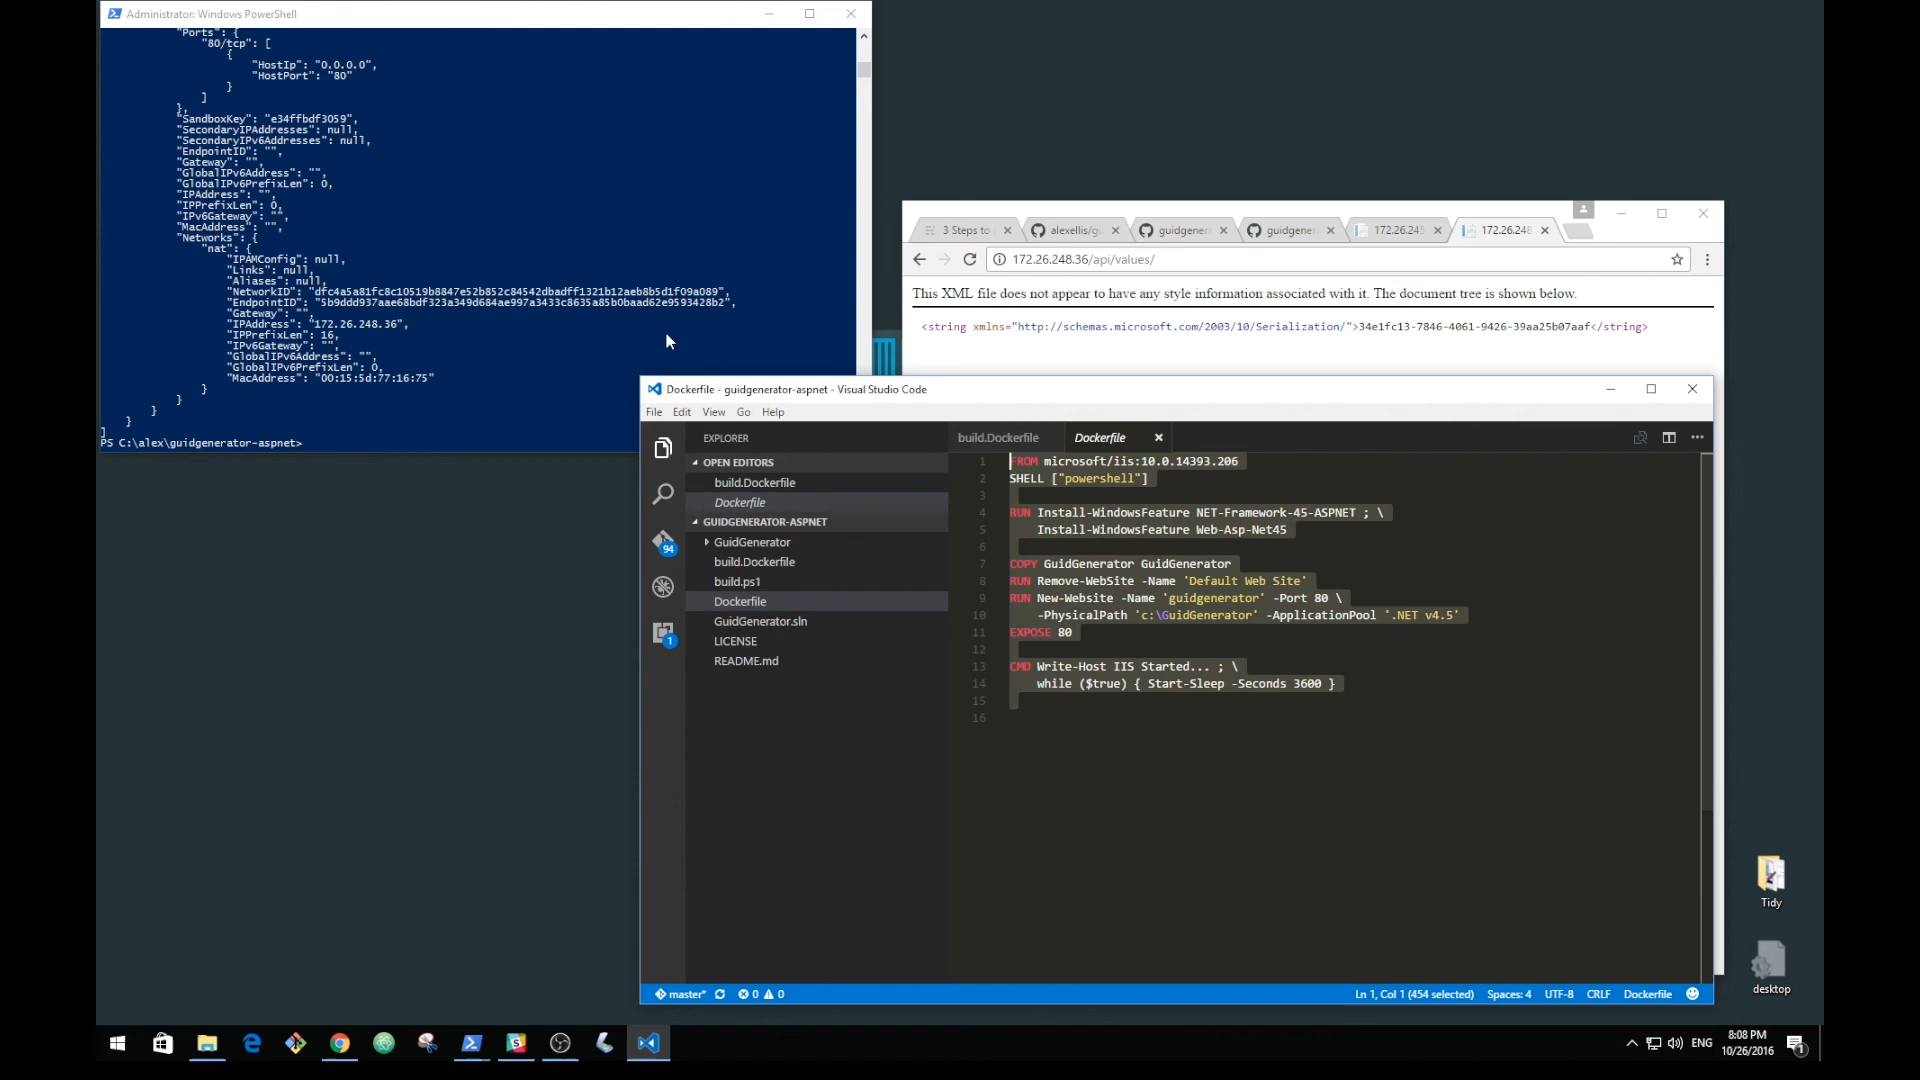 Administrator: Windows PowerShell
"Ports": {
"80/tcp": [
{
"HostIp": "0.0.0.0",
"HostPort": "80"
}
]
},
"SandboxKey": "e34ffbdf3059",
"SecondaryIPAddresses": null,
"SecondaryIPv6Addresses": null,
"EndpointID": "",
"Gateway": "",
"GlobalIPv6Address": "",
"GlobalIPv6PrefixLen": 0,
"IPAddress": "",
"IPPrefixLen": 0,
"IPv6Gateway": "",
"MacAddress": "",
"Networks": {
"nat": {
"IPAMConfig": null,
"Links": null,
"Aliases": null,
"NetworkID": "dfc4a5a81fc8c10519b8847e52b852c84542dbadff1321b12aeb8b5d1f09a089",
"EndpointID": "5b9ddd937aae68bdf323a349d684ae997a3433c8635a85b0baad62e9593428b2",
"Gateway": "",
"IPAddress": "172.26.248.36",
"IPPrefixLen": 16,
"IPv6Gateway": "",
"GlobalIPv6Address": "",
"GlobalIPv6PrefixLen": 0,
"MacAddress": "00:15:5d:77:16:75"
}
}
}
}
]
PS C:\alex\guidgenerator-aspnet>
3 Steps to
alexellis/gu
guidgener
guidgener
172.26.245
172.26.248
172.26.248.36/api/values/
This XML file does not appear to have any style information associated with it. The document tree is shown below.
<string xmlns="http://schemas.microsoft.com/2003/10/Serialization/">34e1fc13-7846-4061-9426-39aa25b07aaf</string>
Dockerfile - guidgenerator-aspnet - Visual Studio Code
File Edit View Go Help
EXPLORER
OPEN EDITORS
build.Dockerfile
Dockerfile
GUIDGENERATOR-ASPNET
GuidGenerator
build.Dockerfile
build.ps1
Dockerfile
GuidGenerator.sln
LICENSE
README.md
94
1
build.Dockerfile
Dockerfile
1 FROM microsoft/iis:10.0.14393.206
2 SHELL ["powershell"]
3
4 RUN Install-WindowsFeature NET-Framework-45-ASPNET ; \
5 Install-WindowsFeature Web-Asp-Net45
6
7 COPY GuidGenerator GuidGenerator
8 RUN Remove-WebSite -Name 'Default Web Site'
9 RUN New-Website -Name 'guidgenerator' -Port 80 \
10 -PhysicalPath 'c:\GuidGenerator' -ApplicationPool '.NET v4.5'
11 EXPOSE 80
12
13 CMD Write-Host IIS Started... ; \
14 while ($true) { Start-Sleep -Seconds 3600 }
15
16
master* 0 0
Ln 1, Col 1 (454 selected) Spaces: 4 UTF-8 CRLF Dockerfile
Tidy
desktop
ENG
8:08 PM
10/26/2016
1